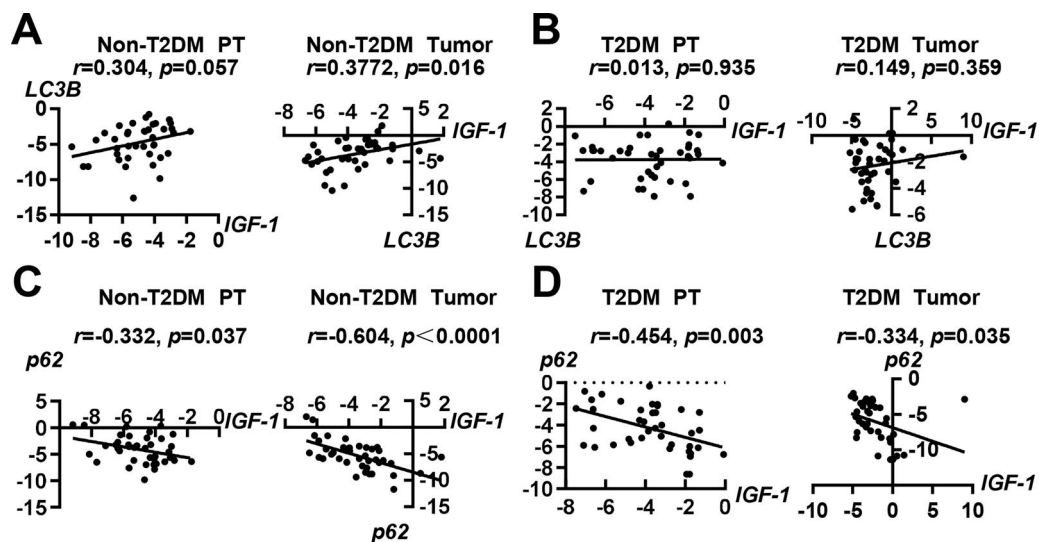 A
Non-T2DM PT
r=0.304, p=0.057
LC3B
0
-5
-10
-15
-10 -8 -6 -4 -2 0
IGF-1
Non-T2DM Tumor
r=0.3772, p=0.016
-8 -6 -4 -2 2
5
IGF-1
-5
-10
-15
LC3B
B
T2DM PT
r=0.013, p=0.935
2
0
-2
-4
-6
-8
-10
-6 -4 -2 0
IGF-1
LC3B
T2DM Tumor
r=0.149, p=0.359
2
-10 -5 5 10
IGF-1
-2
-4
-6
LC3B
C
Non-T2DM PT
r=-0.332, p=0.037
p62
5
0
-5
-10
-15
-8 -6 -4 -2 0
IGF-1
Non-T2DM Tumor
r=-0.604, p<0.0001
5
-8 -6 -4 -2 2
IGF-1
-5
-10
-15
p62
D
T2DM PT
r=-0.454, p=0.003
p62
0
-2
-4
-6
-8
-10
-8 -6 -4 -2 0
IGF-1
T2DM Tumor
r=-0.334, p=0.035
p62
0
-5
-10
-10 -5 0 5 10
IGF-1